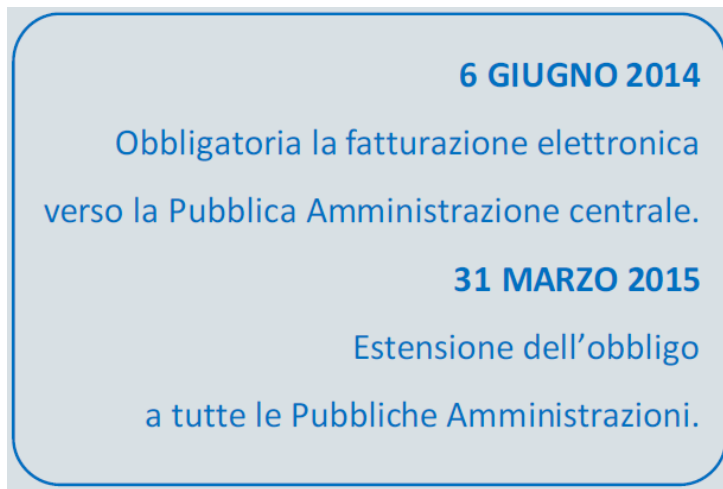 6 GIUGNO 2014
Obbligatoria la fatturazione elettronica
verso la Pubblica Amministrazione centrale.
31 MARZO 2015
Estensione dell’obbligo
a tutte le Pubbliche Amministrazioni.